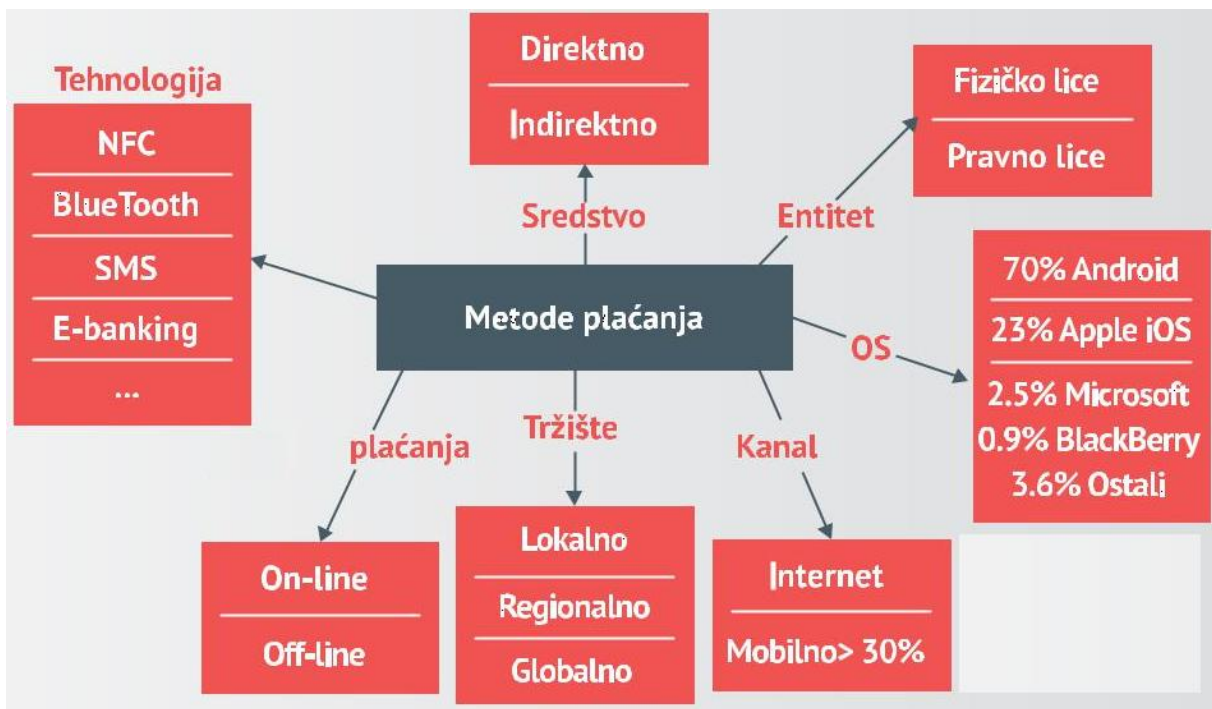 Tehnologija
NFC
BlueTooth
SMS
E-banking
...
Direktno
Indirektno
Sredstvo
Fizičko lice
Pravno lice
Entitet
Metode plaćanja
70% Android
23% Apple iOS
2.5% Microsoft
0.9% BlackBerry
3.6% Ostali
OS
plaćanja
On-line
Off-line
Tržište
Lokalno
Regionalno
Globalno
Kanal
Internet
Mobilno> 30%